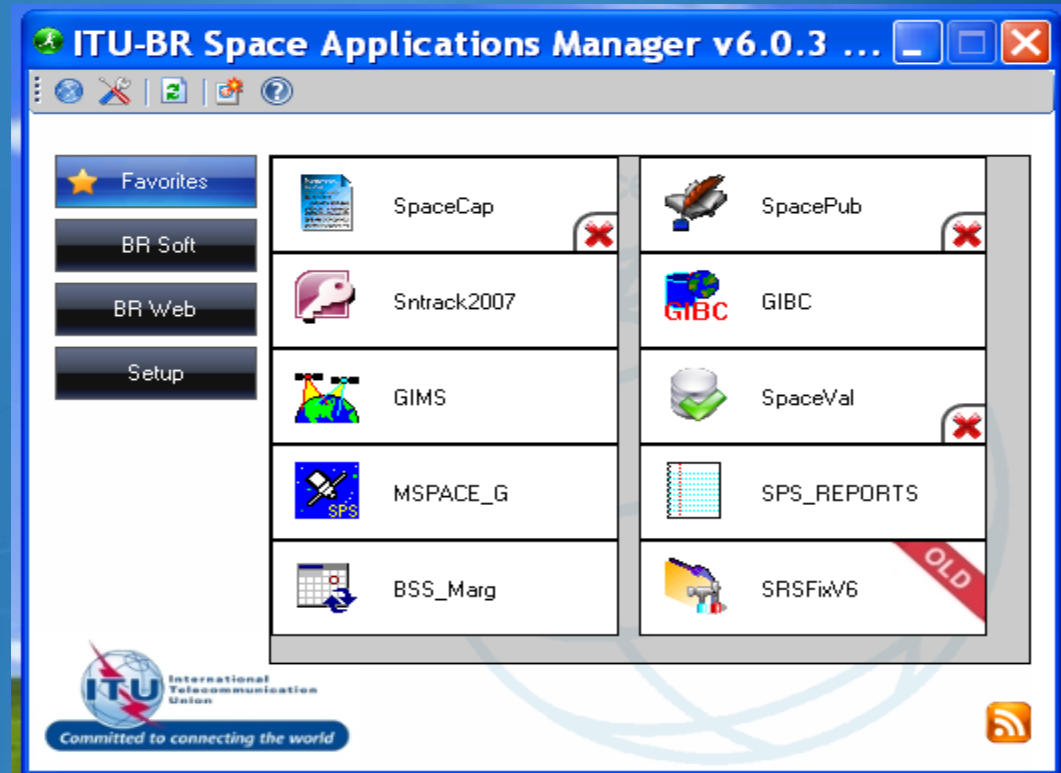 ITU-BR Space Applications Manager v6.0.3 ...
Favorites
BR Soft
BR Web
Setup
SpaceCap
SpacePub
Sntrack2007
GIBC
GIBC
GIMS
SpaceVal
MSPACE_G
SPS
SPS_REPORTS
BSS_Marg
SRSFixV6
OLD
ITU
International
Telecommunication
Union
Committed to connecting the world